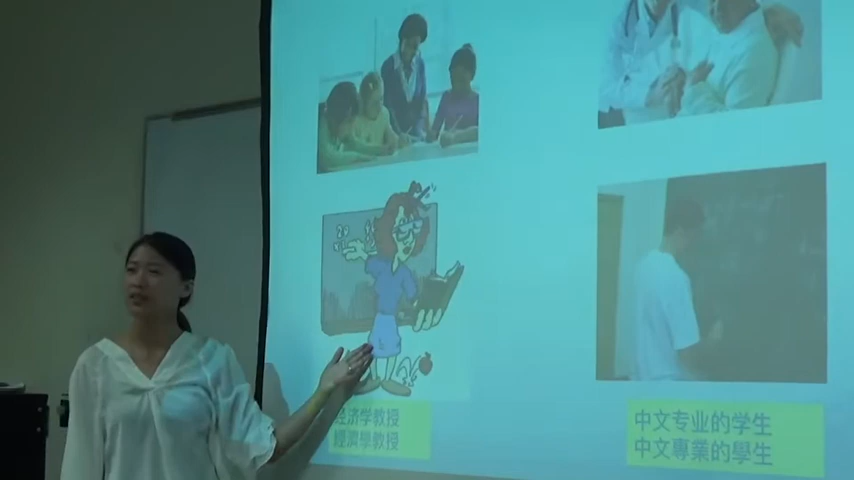 经济学教授
經濟學教授
中文专业的学生
中文專業的學生